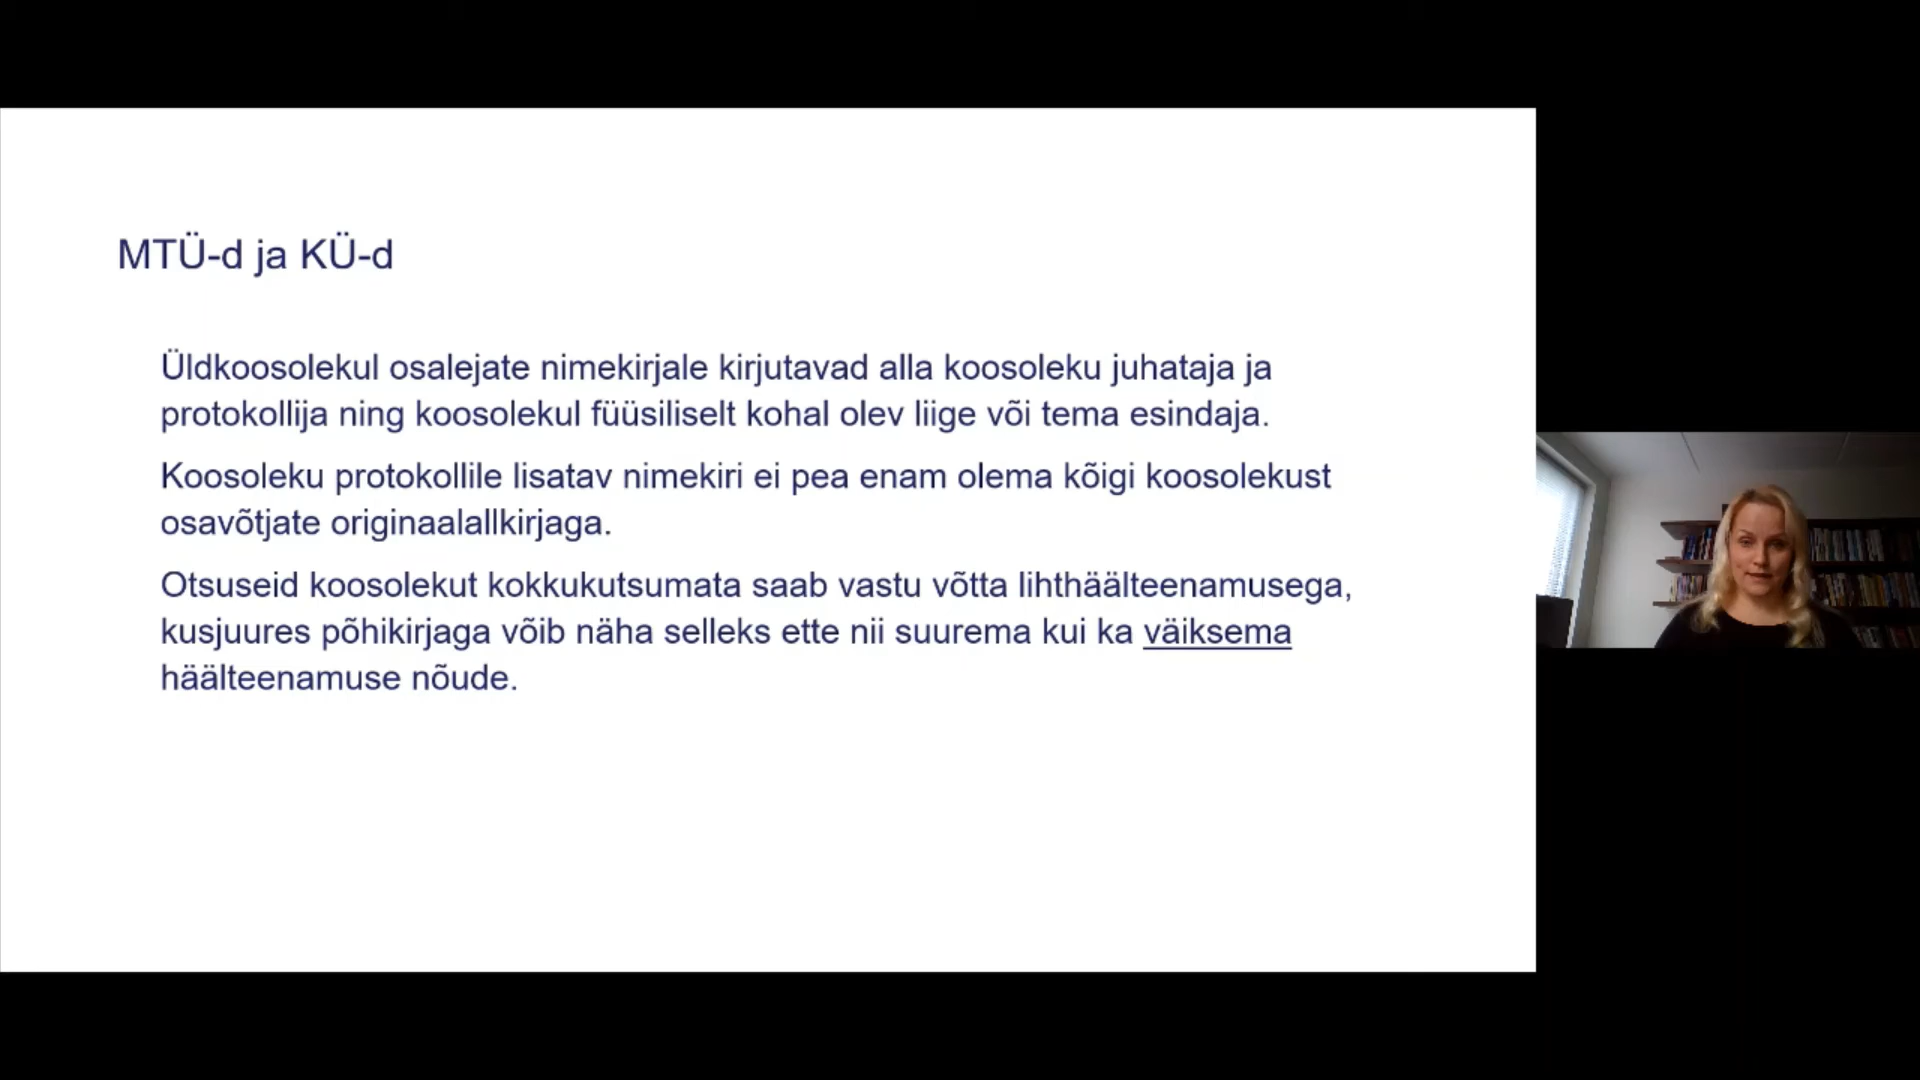 MTÜ-d ja KÜ-d
Üldkoosolekul osalejate nimekirjale kirjutavad alla koosoleku juhataja ja
protokollija ning koosolekul füüsiliselt kohal olev liige või tema esindaja.
Koosoleku protokollile lisatav nimekiri ei pea enam olema kõigi koosolekust
osavõtjate originaalallkirjaga.
Otsuseid koosolekut kokkukutsumata saab vastu võtta lihthäälteenamusega,
kusjuures põhikirjaga võib näha selleks ette nii suurema kui ka väiksema
häälteenamuse nõude.